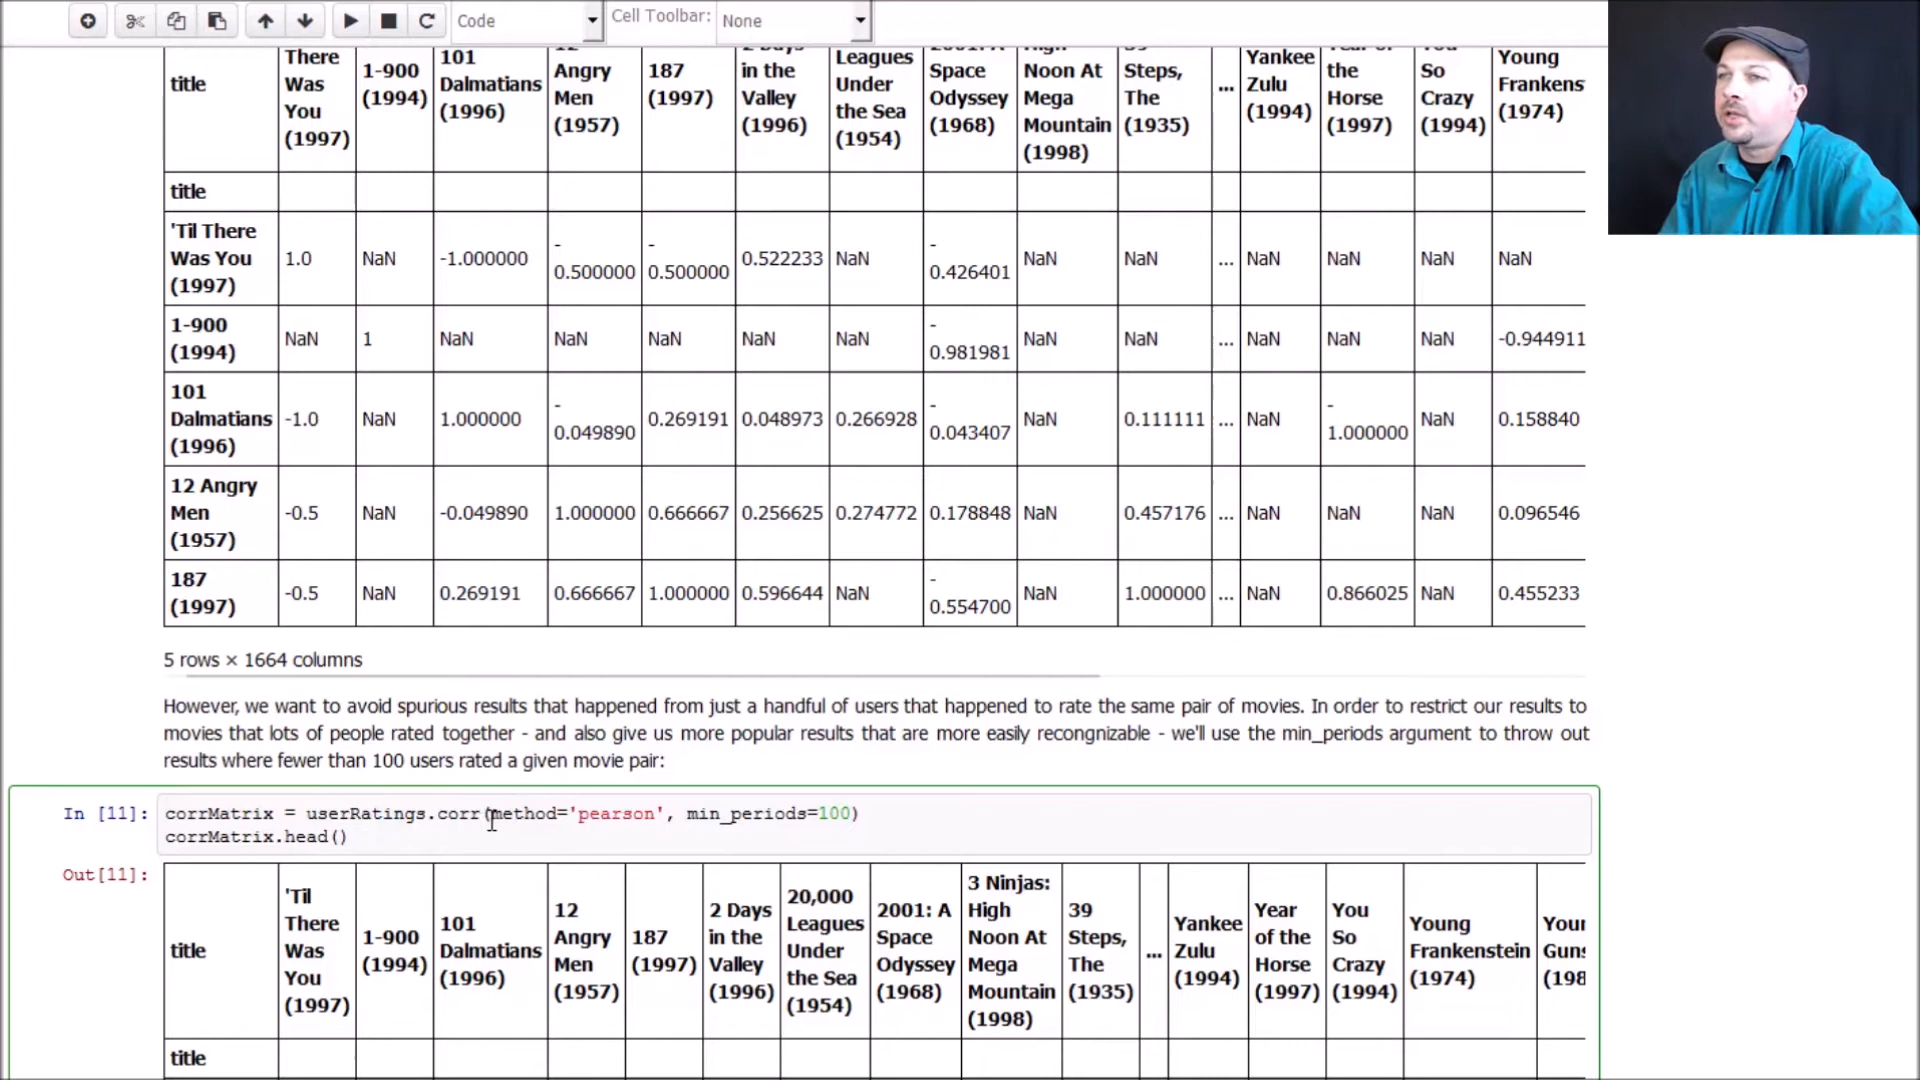 Code
Cell Toolbar:
None
title
There Was You (1997)
1-900 (1994)
101 Dalmatians (1996)
Angry Men (1957)
187 (1997)
in the Valley (1996)
Leagues Under the Sea (1954)
Space Odyssey (1968)
Noon At Mega Mountain (1998)
Steps, The (1935)
...
Yankee Zulu (1994)
the Horse (1997)
So Crazy (1994)
Young Frankens (1974)
title
'Til There Was You (1997) 1.0 NaN -1.000000 -0.500000 -0.500000 0.522233 NaN -0.426401 NaN NaN ... NaN NaN NaN NaN
1-900 (1994) NaN 1 NaN NaN NaN NaN NaN -0.981981 NaN NaN ... NaN NaN NaN -0.944911
101 Dalmatians (1996) -1.0 NaN 1.000000 -0.049890 0.269191 0.048973 0.266928 -0.043407 NaN 0.111111 ... NaN -1.000000 NaN 0.158840
12 Angry Men (1957) -0.5 NaN -0.049890 1.000000 0.666667 0.256625 0.274772 0.178848 NaN 0.457176 ... NaN NaN NaN 0.096546
187 (1997) -0.5 NaN 0.269191 0.666667 1.000000 0.596644 NaN -0.554700 NaN 1.000000 ... NaN 0.866025 NaN 0.455233
5 rows × 1664 columns
However, we want to avoid spurious results that happened from just a handful of users that happened to rate the same pair of movies. In order to restrict our results to
movies that lots of people rated together - and also give us more popular results that are more easily recongnizable - we'll use the min_periods argument to throw out
results where fewer than 100 users rated a given movie pair:
In [11]: corrMatrix = userRatings.corr(method='pearson', min_periods=100)
corrMatrix.head()
Out[11]:
title
'Til There Was You (1997)
1-900 (1994)
101 Dalmatians (1996)
12 Angry Men (1957)
187 (1997)
2 Days in the Valley (1996)
20,000 Leagues Under the Sea (1954)
2001: A Space Odyssey (1968)
3 Ninjas: High Noon At Mega Mountain (1998)
39 Steps, The (1935)
...
Yankee Zulu (1994)
Year of the Horse (1997)
You So Crazy (1994)
Young Frankenstein (1974)
title